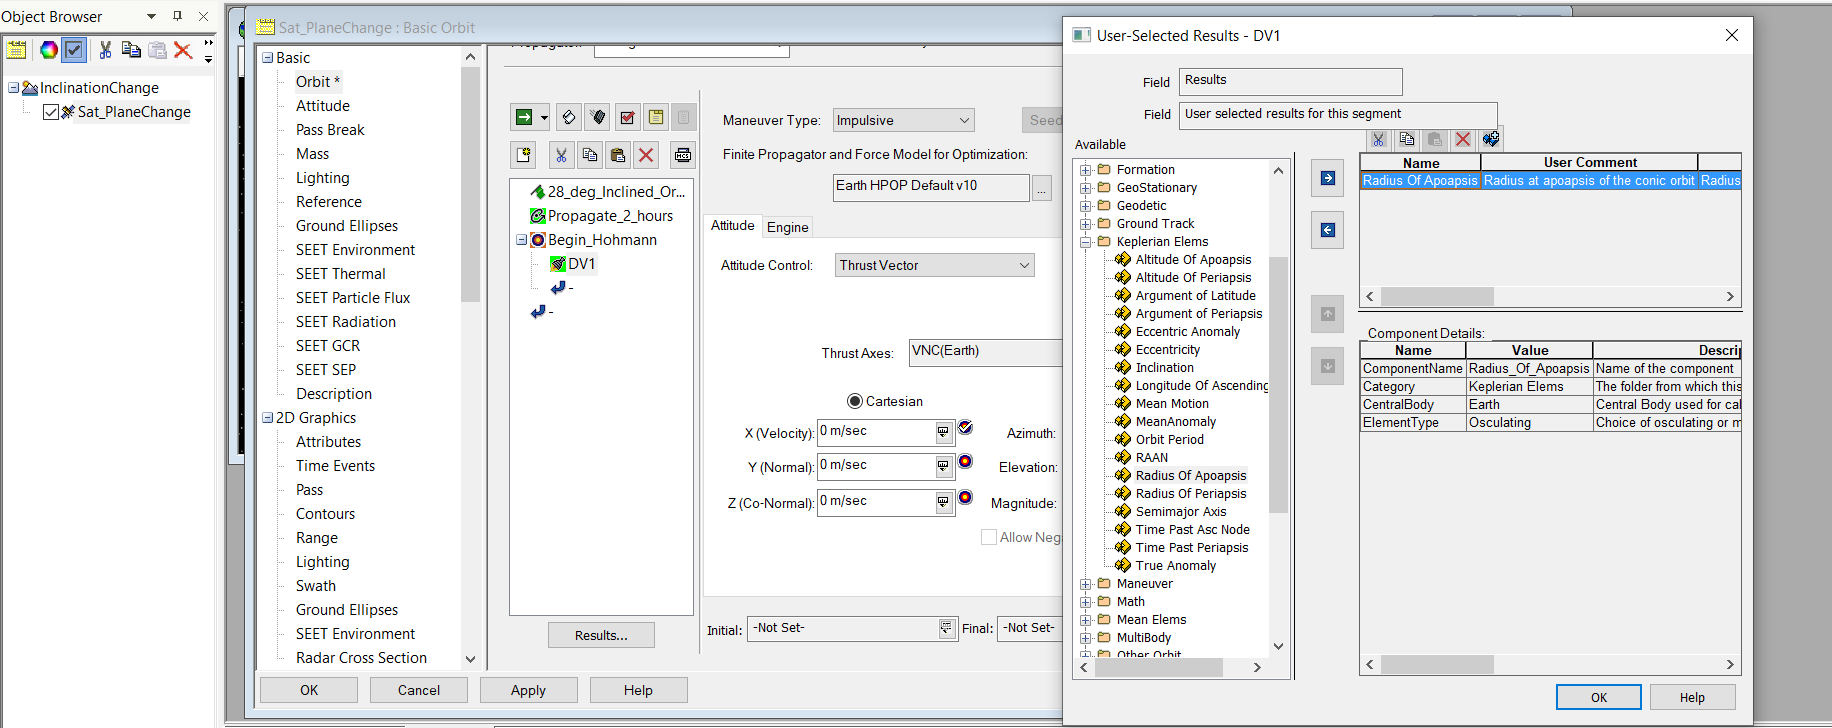 Object Browser
InclinationChange
Sat_PlaneChange
Sat_PlaneChange : Basic Orbit
Basic
Orbit *
Attitude
Pass Break
Mass
Lighting
Reference
Ground Ellipses
SEET Environment
SEET Thermal
SEET Particle Flux
SEET Radiation
SEET GCR
SEET SEP
Description
2D Graphics
Attributes
Time Events
Pass
Contours
Range
Lighting
Swath
Ground Ellipses
SEET Environment
Radar Cross Section
OK
Cancel
Apply
Help
28_deg_Inclined_Or...
Propagate_2_hours
Begin_Hohmann
DV1
-
-
Results...
Maneuver Type:
Impulsive
Seed
Finite Propagator and Force Model for Optimization:
Earth HPOP Default v10
...
Attitude
Engine
Attitude Control:
Thrust Vector
Thrust Axes:
VNC(Earth)
Cartesian
X (Velocity):
0 m/sec
Azimuth:
Y (Normal):
0 m/sec
Elevation:
Z (Co-Normal):
0 m/sec
Magnitude:
Allow Neg
Initial:
-Not Set-
Final:
-Not Set-
User-Selected Results - DV1
Field
Results
Field
User selected results for this segment
Available
Formation
GeoStationary
Geodetic
Ground Track
Keplerian Elems
Altitude Of Apoapsis
Altitude Of Periapsis
Argument of Latitude
Argument of Periapsis
Eccentric Anomaly
Eccentricity
Inclination
Longitude Of Ascending
Mean Motion
MeanAnomaly
Orbit Period
RAAN
Radius Of Apoapsis
Radius Of Periapsis
Semimajor Axis
Time Past Asc Node
Time Past Periapsis
True Anomaly
Maneuver
Math
Mean Elems
MultiBody
Other Orbit
Name User Comment
Radius Of Apoapsis Radius at apoapsis of the conic orbit Radius
Component Details:
Name Value Descrip
ComponentName Radius_Of_Apoapsis Name of the component
Category Keplerian Elems The folder from which this
CentralBody Earth Central Body used for cal
ElementType Osculating Choice of osculating or m
OK
Help